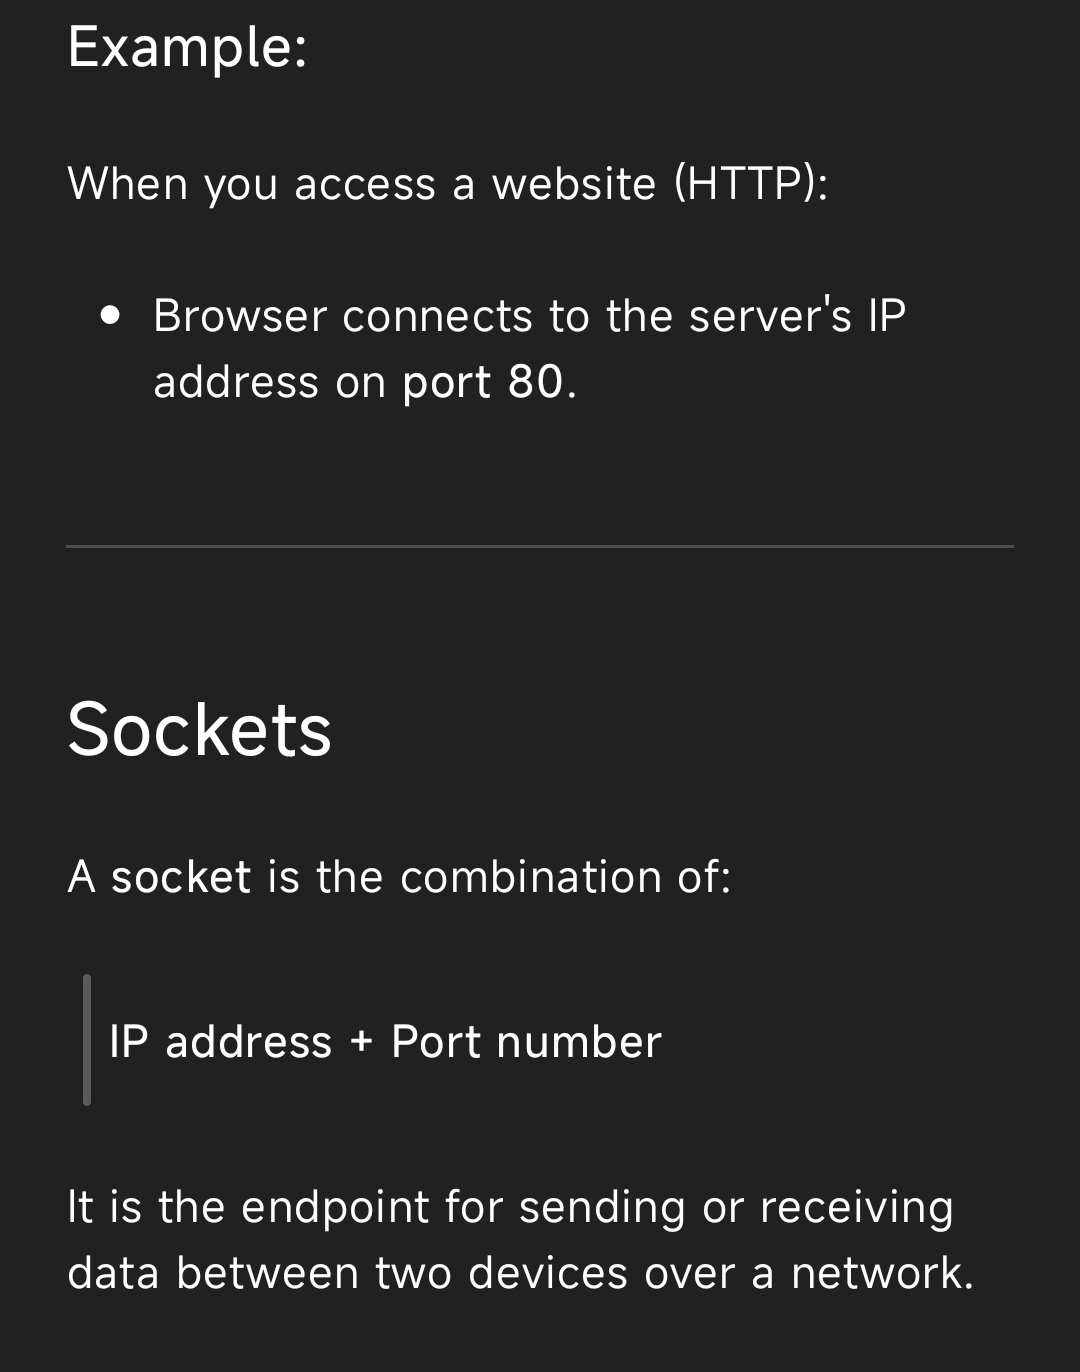 Example:
When you access a website (HTTP):
• Browser connects to the server's IP
address on port 80.
Sockets
A socket is the combination of:
IP address + Port number
It is the endpoint for sending or receiving
data between two devices over a network.